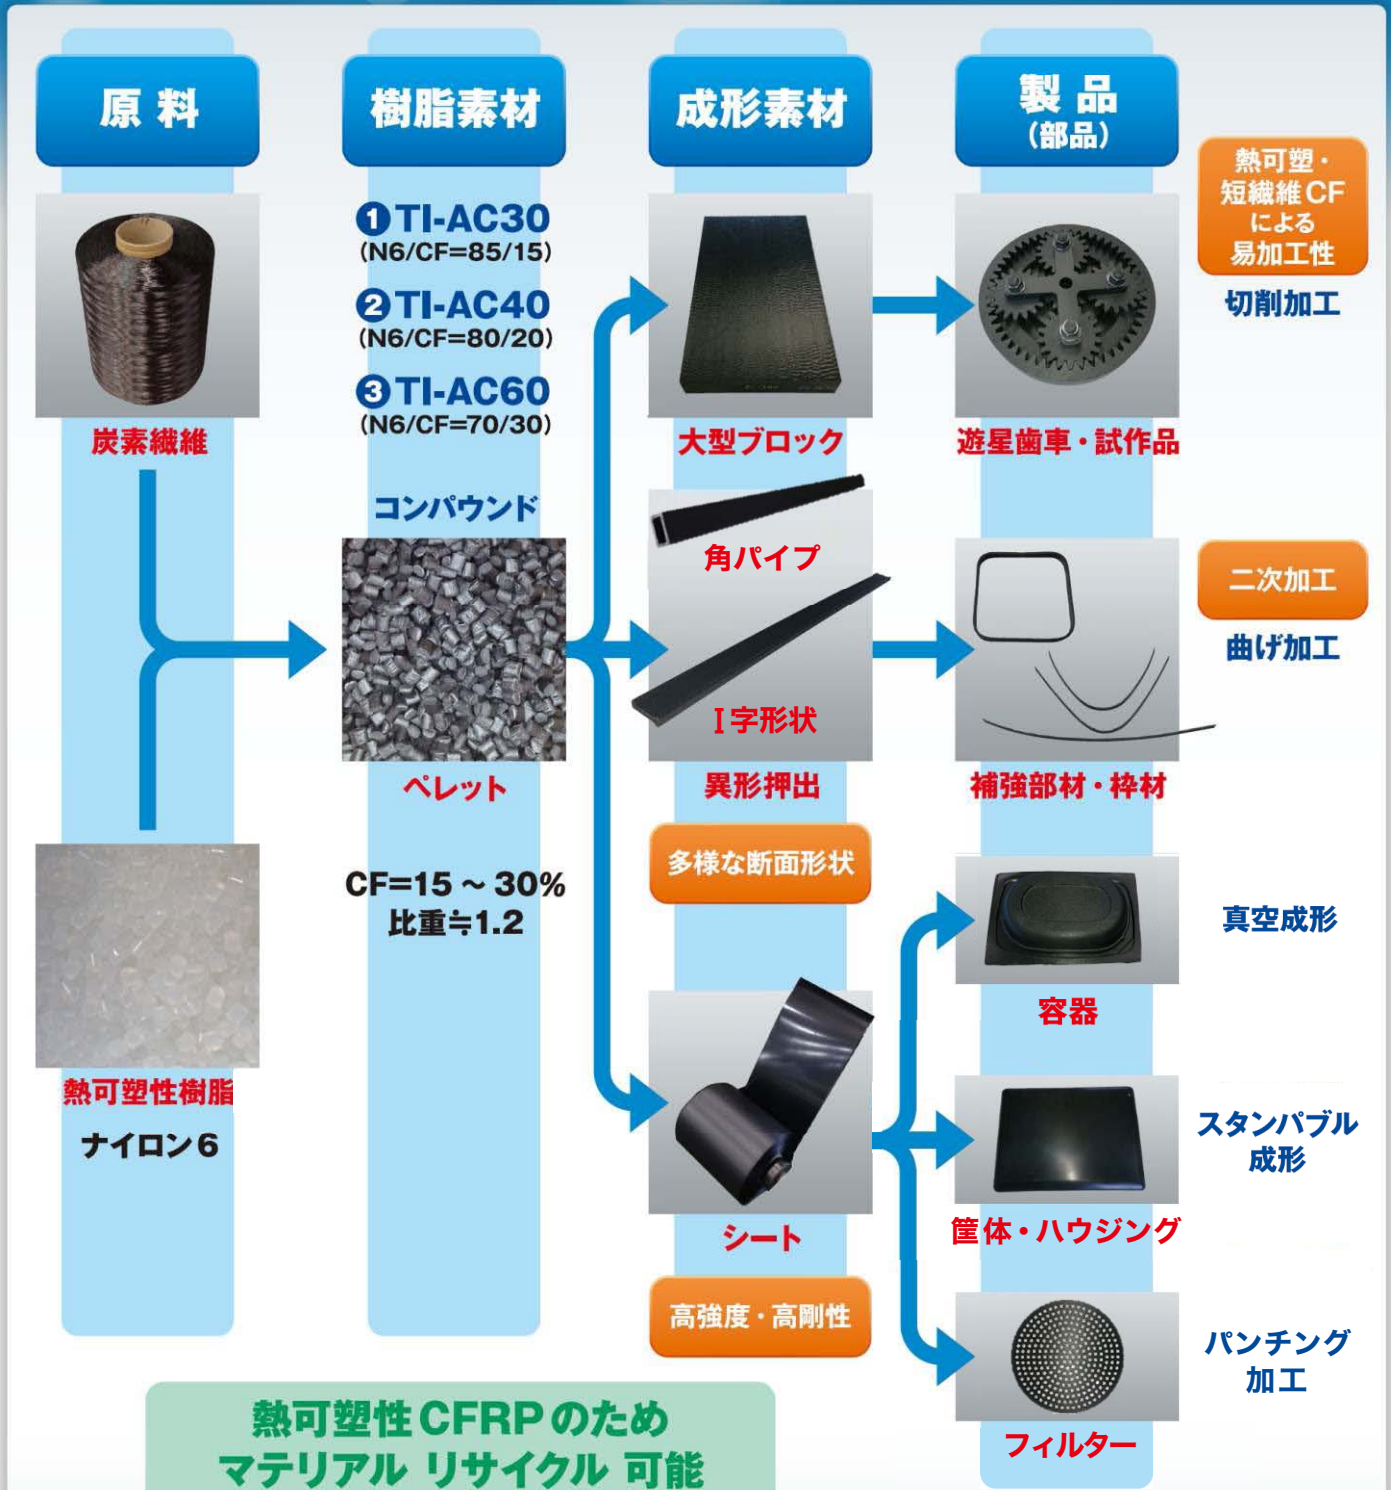 原料
炭素繊維
熱可塑性樹脂
ナイロン6
樹脂素材
❶TI-AC30
(N6/CF=85/15)
❷TI-AC40
(N6/CF=80/20)
❸TI-AC60
(N6/CF=70/30)
コンパウンド
ペレット
CF=15～30%
比重≒1.2
成形素材
大型ブロック
角パイプ
I字形状
異形押出
多様な断面形状
シート
高強度・高剛性
製品
(部品)
遊星歯車・試作品
補強部材・枠材
容器
筐体・ハウジング
フィルター
熱可塑・
短繊維CF
による
易加工性
切削加工
二次加工
曲げ加工
真空成形
スタンパブル
成形
パンチング
加工
熱可塑性CFRPのため
マテリアル リサイクル 可能